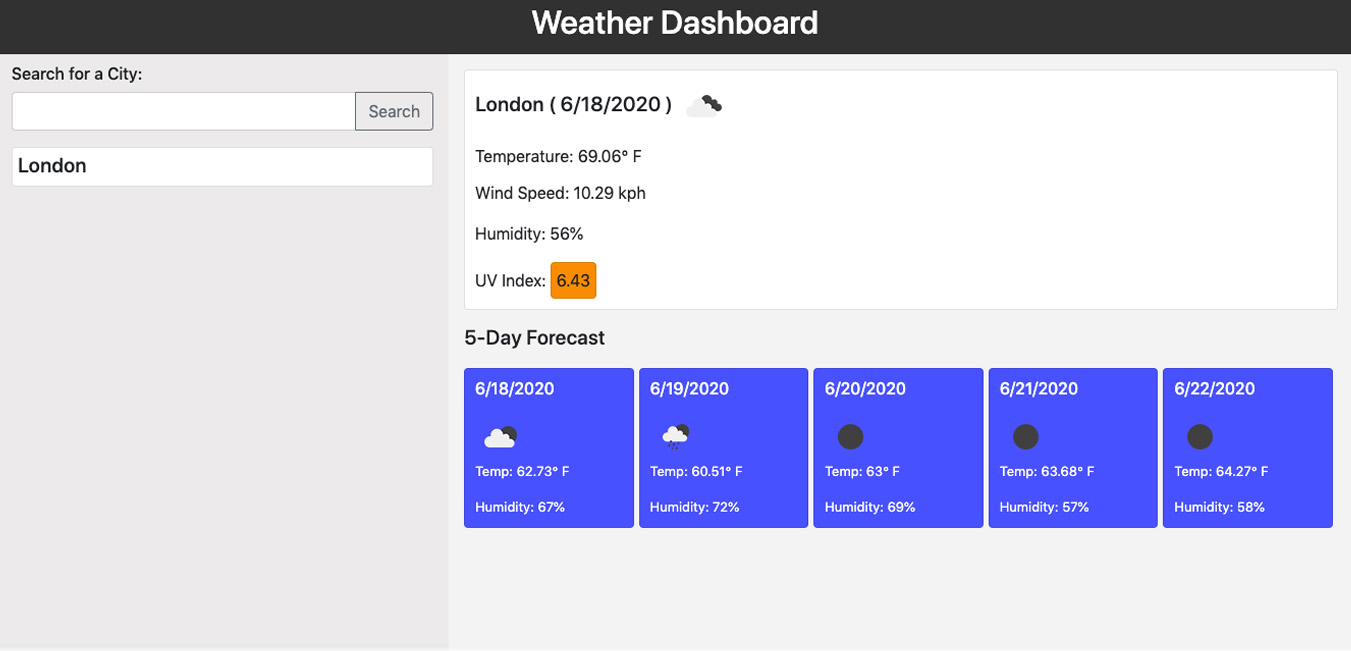 Weather Dashboard
Search for a City:
Search
London
London ( 6/18/2020 )
Temperature: 69.06° F
Wind Speed: 10.29 kph
Humidity: 56%
UV Index: 6.43
5-Day Forecast
6/18/2020
Temp: 62.73° F
Humidity: 67%
6/19/2020
Temp: 60.51° F
Humidity: 72%
6/20/2020
Temp: 63° F
Humidity: 69%
6/21/2020
Temp: 63.68° F
Humidity: 57%
6/22/2020
Temp: 64.27° F
Humidity: 58%